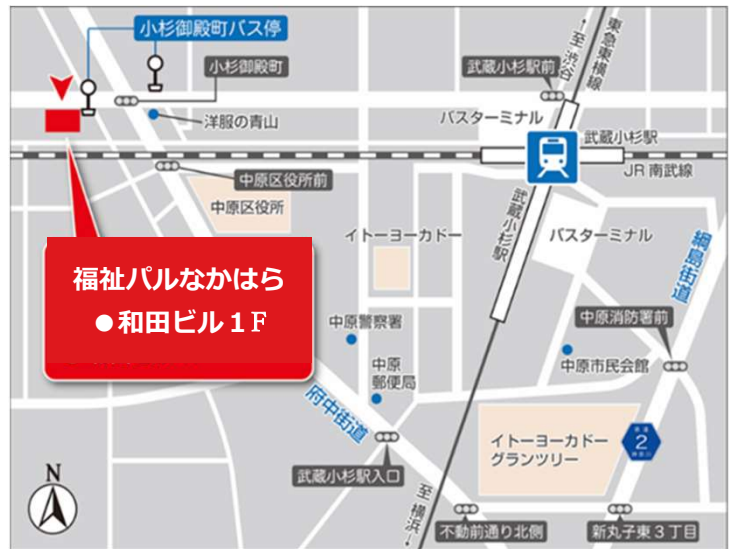 小杉御殿町バス停
小杉御殿町
洋服の青山
武蔵小杉駅前
↑至 渋谷
東急東横線
バスターミナル
武蔵小杉駅
JR 南武線
中原区役所前
中原区役所
武蔵小杉駅
イトーヨーカドー
バスターミナル
綱島街道
福祉パルなかはら
●和田ビル１F
中原警察署
中原消防署前
中原市民会館
中原
郵便局
府中街道
イトーヨーカドー
グランツリー
2
武蔵小杉駅入口
N
至 横浜↓
不動前通り北側
新丸子東３丁目